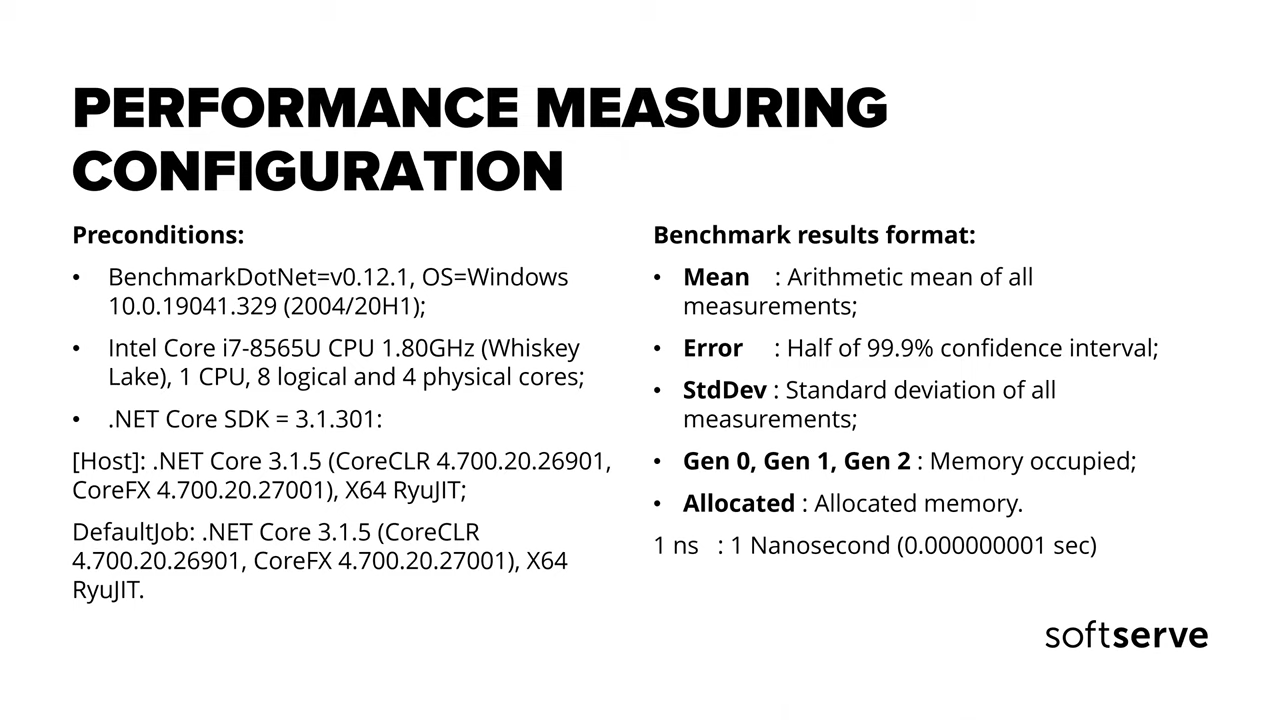 PERFORMANCE MEASURING
CONFIGURATION
Preconditions:
• BenchmarkDotNet=v0.12.1, OS=Windows
10.0.19041.329 (2004/20H1);
• Intel Core i7-8565U CPU 1.80GHz (Whiskey
Lake), 1 CPU, 8 logical and 4 physical cores;
• .NET Core SDK = 3.1.301:
[Host]: .NET Core 3.1.5 (CoreCLR 4.700.20.26901,
CoreFX 4.700.20.27001), X64 RyuJIT;
DefaultJob: .NET Core 3.1.5 (CoreCLR
4.700.20.26901, CoreFX 4.700.20.27001), X64
RyuJIT.
Benchmark results format:
• Mean : Arithmetic mean of all
measurements;
• Error : Half of 99.9% confidence interval;
• StdDev : Standard deviation of all
measurements;
• Gen 0, Gen 1, Gen 2 : Memory occupied;
• Allocated : Allocated memory.
1 ns : 1 Nanosecond (0.000000001 sec)
softserve